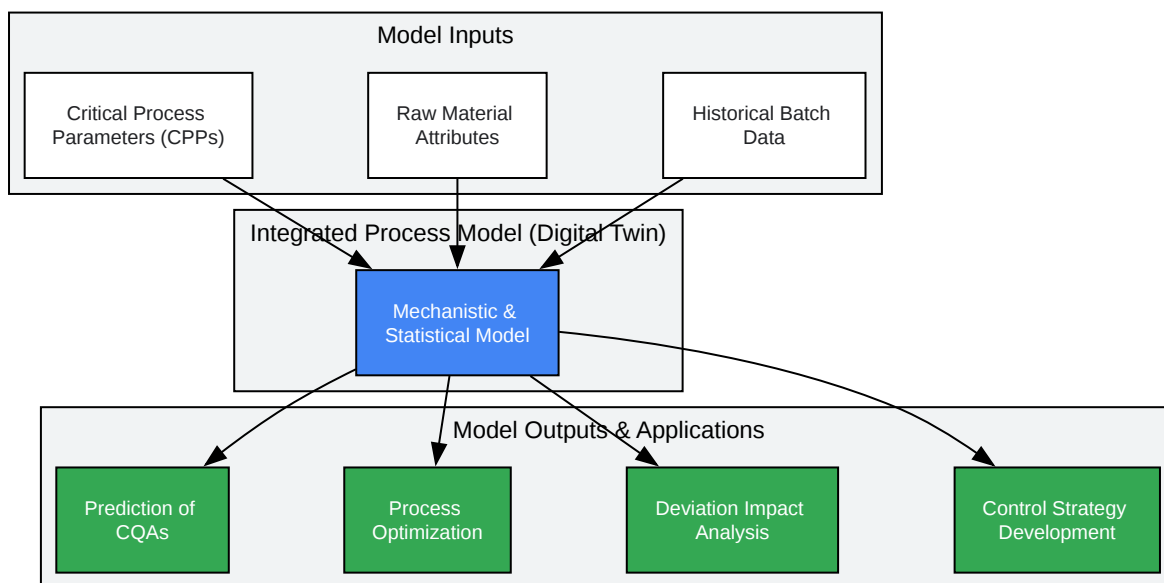 Model Inputs
Critical Process
Parameters (CPPs)
Raw Material
Attributes
Historical Batch
Data
Integrated Process Model (Digital Twin)
Mechanistic &
Statistical Model
Model Outputs & Applications
Prediction of
CQAs
Process
Optimization
Deviation Impact
Analysis
Control Strategy
Development